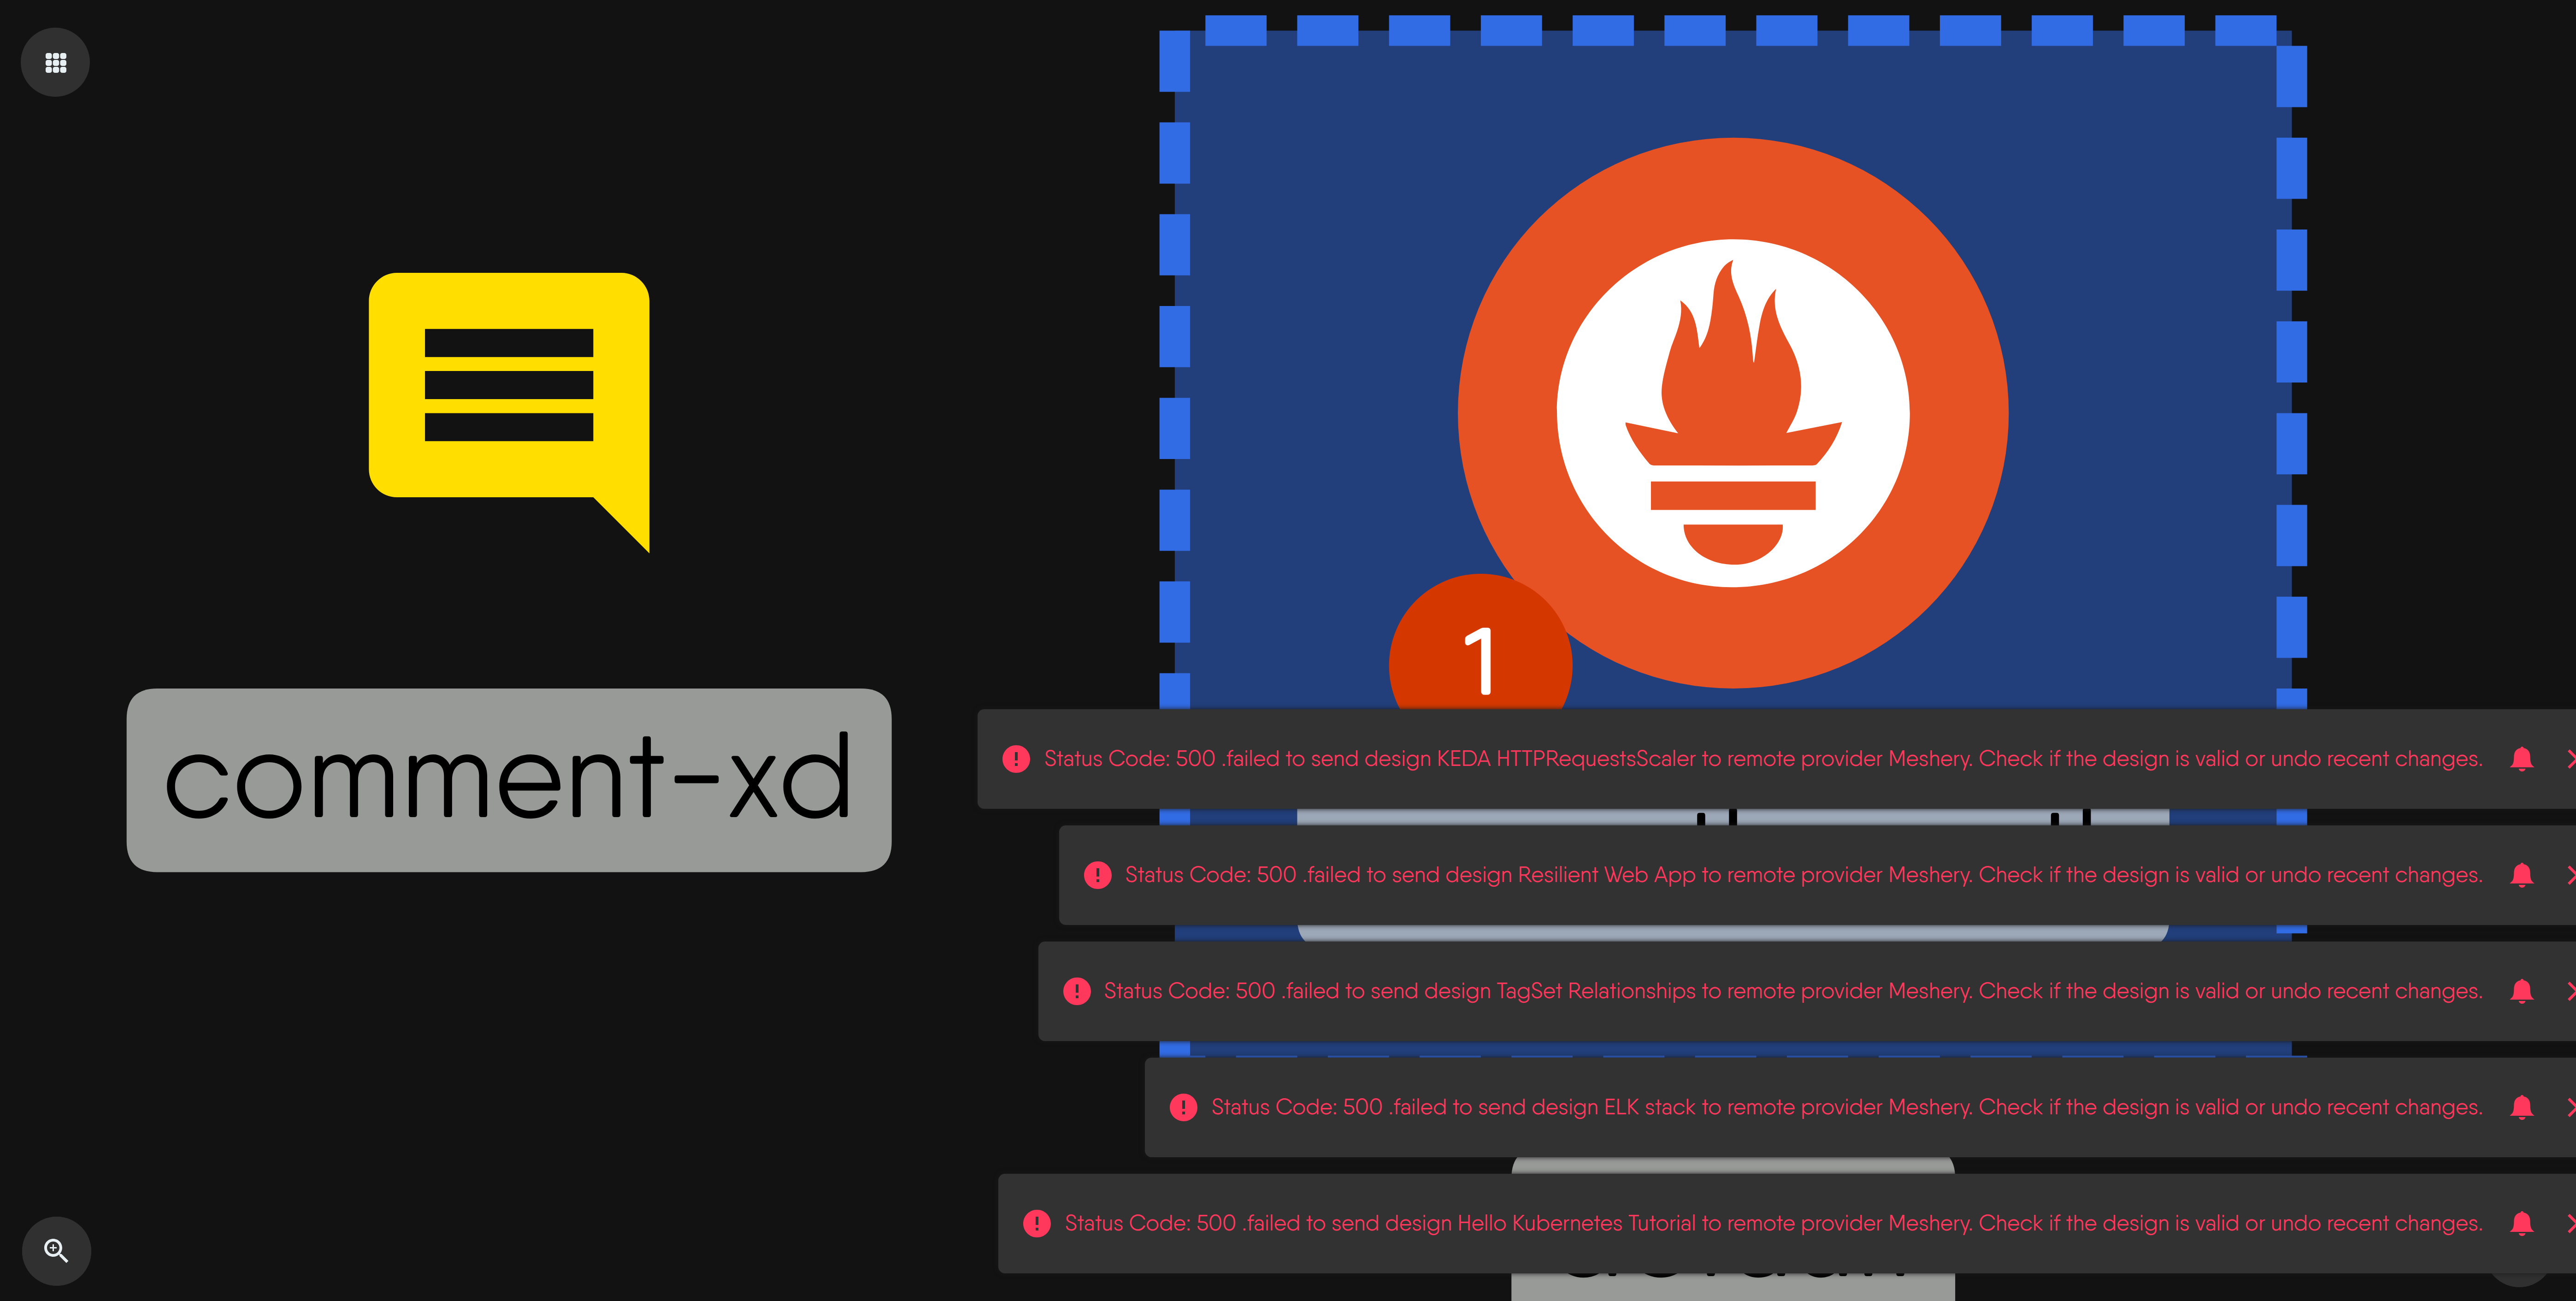 1
comment-xd
Status Code: 500 .failed to send design KEDA HTTPRequestsScaler to remote provider Meshery. Check if the design is valid or undo recent changes.
Status Code: 500 .failed to send design Resilient Web App to remote provider Meshery. Check if the design is valid or undo recent changes.
Status Code: 500 .failed to send design TagSet Relationships to remote provider Meshery. Check if the design is valid or undo recent changes.
Status Code: 500 .failed to send design ELK stack to remote provider Meshery. Check if the design is valid or undo recent changes.
Status Code: 500 .failed to send design Hello Kubernetes Tutorial to remote provider Meshery. Check if the design is valid or undo recent changes.